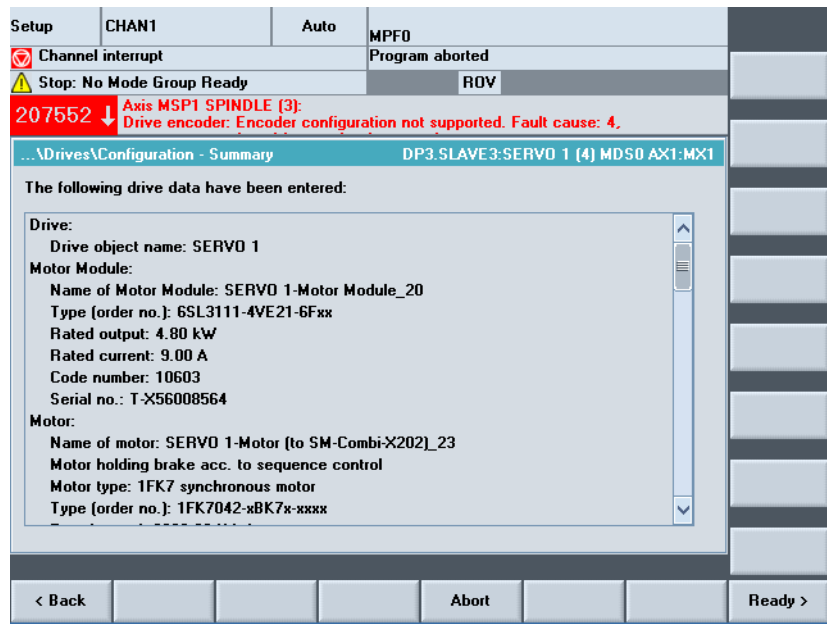 Setup CHAN1 Auto MPF0
Channel interrupt Program aborted
Stop: No Mode Group Ready ROV
207552 Axis MSP1 SPINDLE (3):
Drive encoder: Encoder configuration not supported. Fault cause: 4,
...\Drives\Configuration - Summary DP3.SLAVE3:SERVO 1 (4) MDS0 AX1:MX1
The following drive data have been entered:
Drive:
Drive object name: SERVO 1
Motor Module:
Name of Motor Module: SERVO 1-Motor Module_20
Type (order no.): 6SL3111-4VE21-6Fxx
Rated output: 4.80 kW
Rated current: 9.00 A
Code number: 10603
Serial no.: T-X56008564
Motor:
Name of motor: SERVO 1-Motor (to SM-Combi-X202)_23
Motor holding brake acc. to sequence control
Motor type: 1FK7 synchronous motor
Type (order no.): 1FK7042-xBK7x-xxxx
< Back Abort Ready >